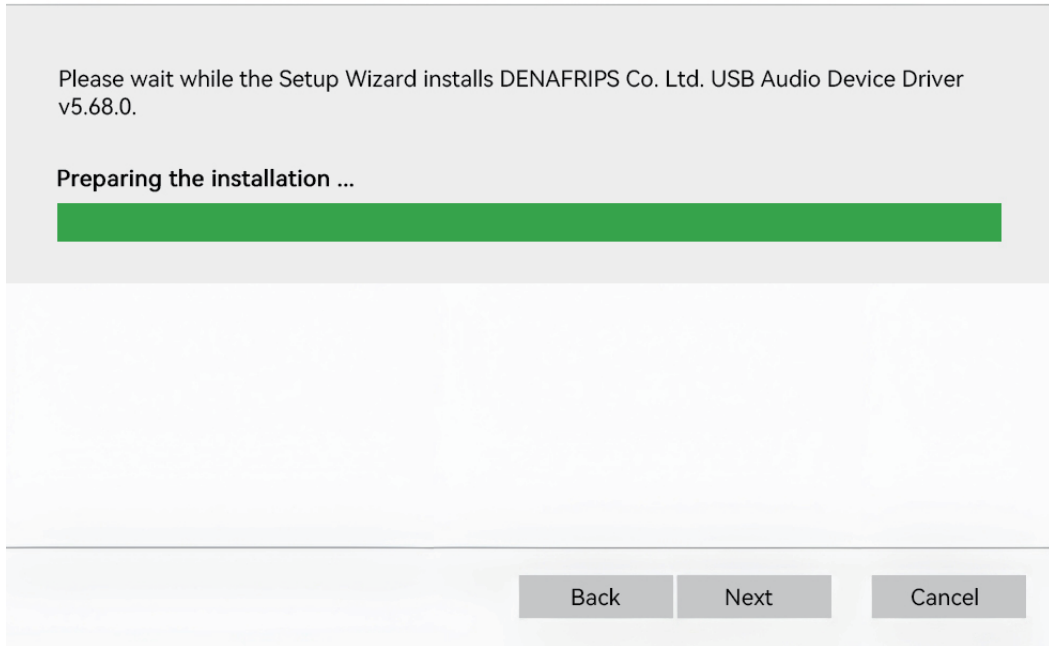 Please wait while the Setup Wizard installs DENAFRIPS Co. Ltd. USB Audio Device Driver
v5.68.0.
Preparing the installation ...
Back
Next
Cancel